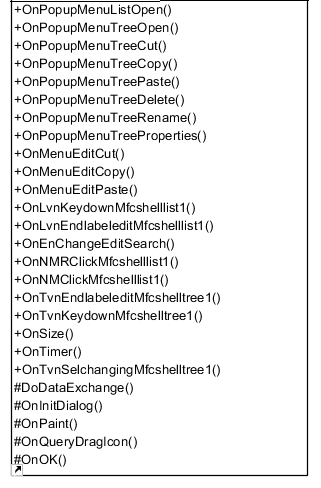 +OnPopupMenuListOpen()
+OnPopupMenuTreeOpen()
+OnPopupMenuTreeCut()
+OnPopupMenuTreeCopy()
+OnPopupMenuTreePaste()
+OnPopupMenuTreeDelete()
+OnPopupMenuTreeRename()
+OnPopupMenuTreeProperties()
+OnMenuEditCut()
+OnMenuEditCopy()
+OnMenuEditPaste()
+OnLvnKeydownMfcshelllist1()
+OnLvnEndlabeleditMfcshelllist1()
+OnEnChangeEditSearch()
+OnNMRClickMfcshelllist1()
+OnNMClickMfcshelllist1()
+OnTvnEndlabeleditMfcshelltree1()
+OnTvnKeydownMfcshelltree1()
+OnSize()
+OnTimer()
+OnTvnSelchangingMfcshelltree1()
#DoDataExchange()
#OnInitDialog()
#OnPaint()
#OnQueryDragIcon()
#OnOK()